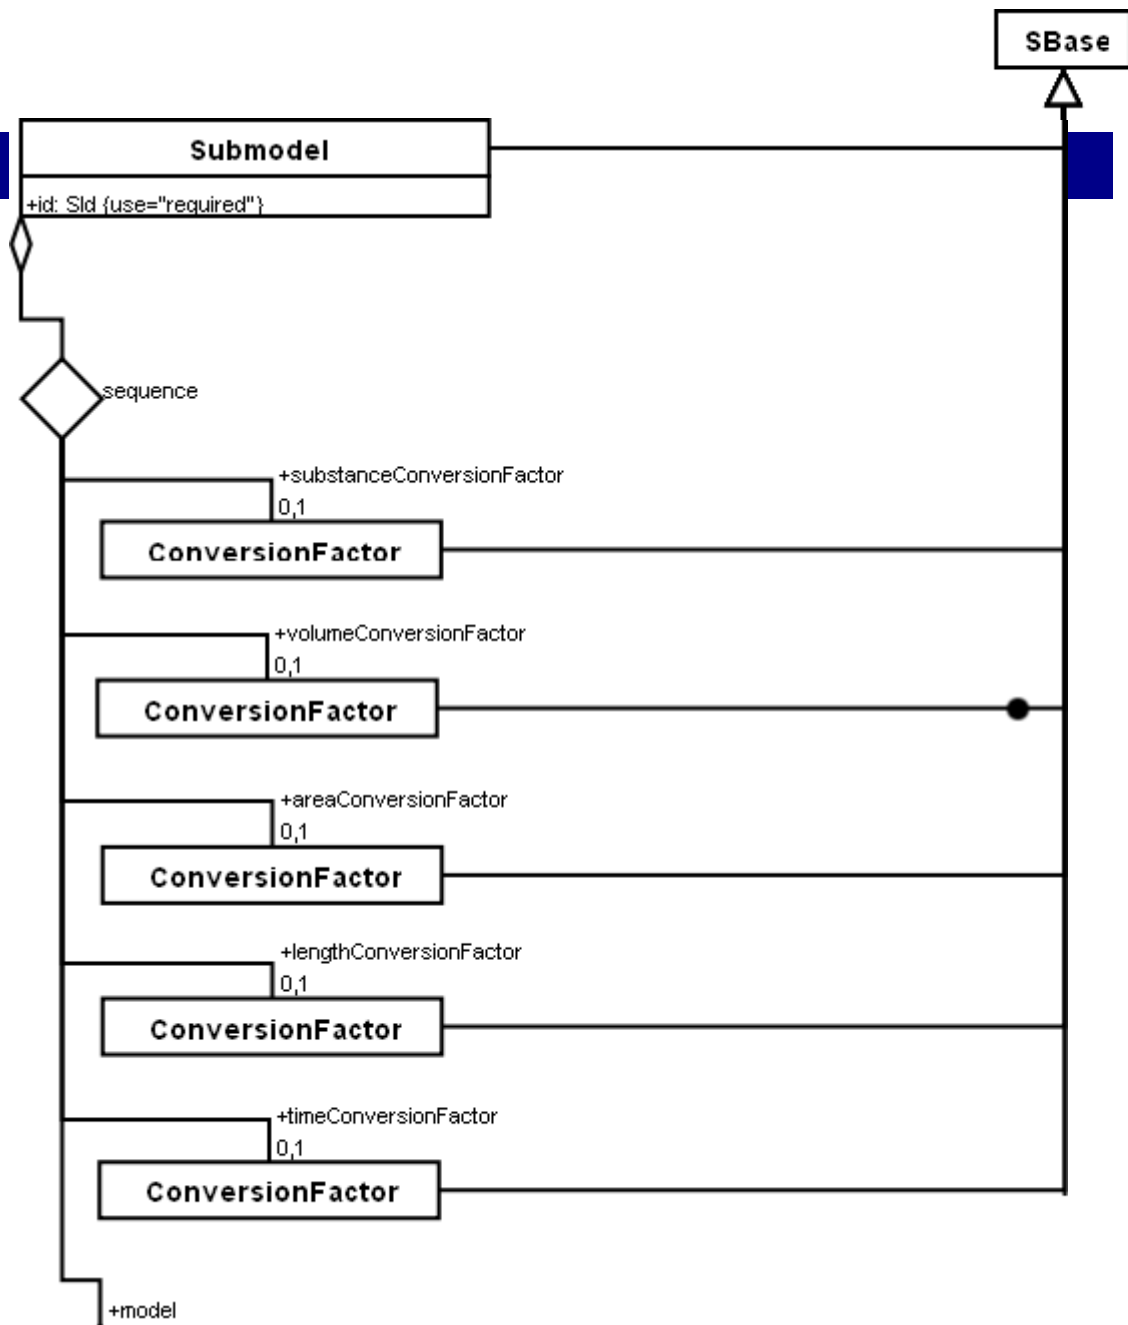 SBase
Submodel
+id: SId {use="required"}
sequence
+substanceConversionFactor
0,1
ConversionFactor
+volumeConversionFactor
0,1
ConversionFactor
+areaConversionFactor
0,1
ConversionFactor
+lengthConversionFactor
0,1
ConversionFactor
+timeConversionFactor
0,1
ConversionFactor
+model